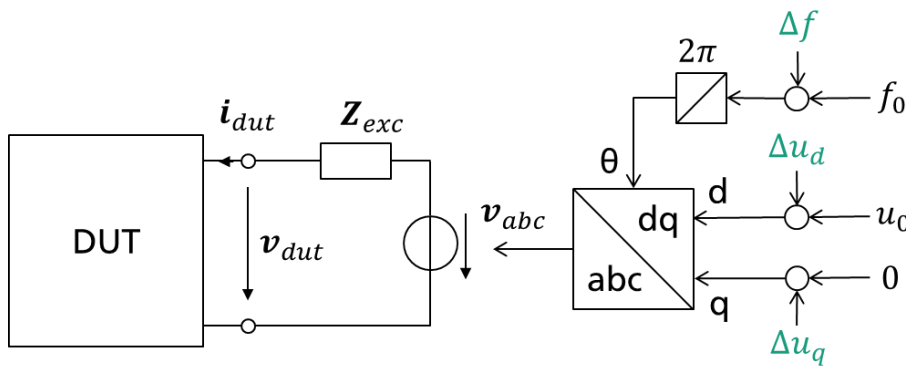 Δf
2π
f₀
i_dut
Z_exc
Δu_d
θ
d
u₀
DUT
v_dut
v_abc
dq
abc
0
q
Δu_q